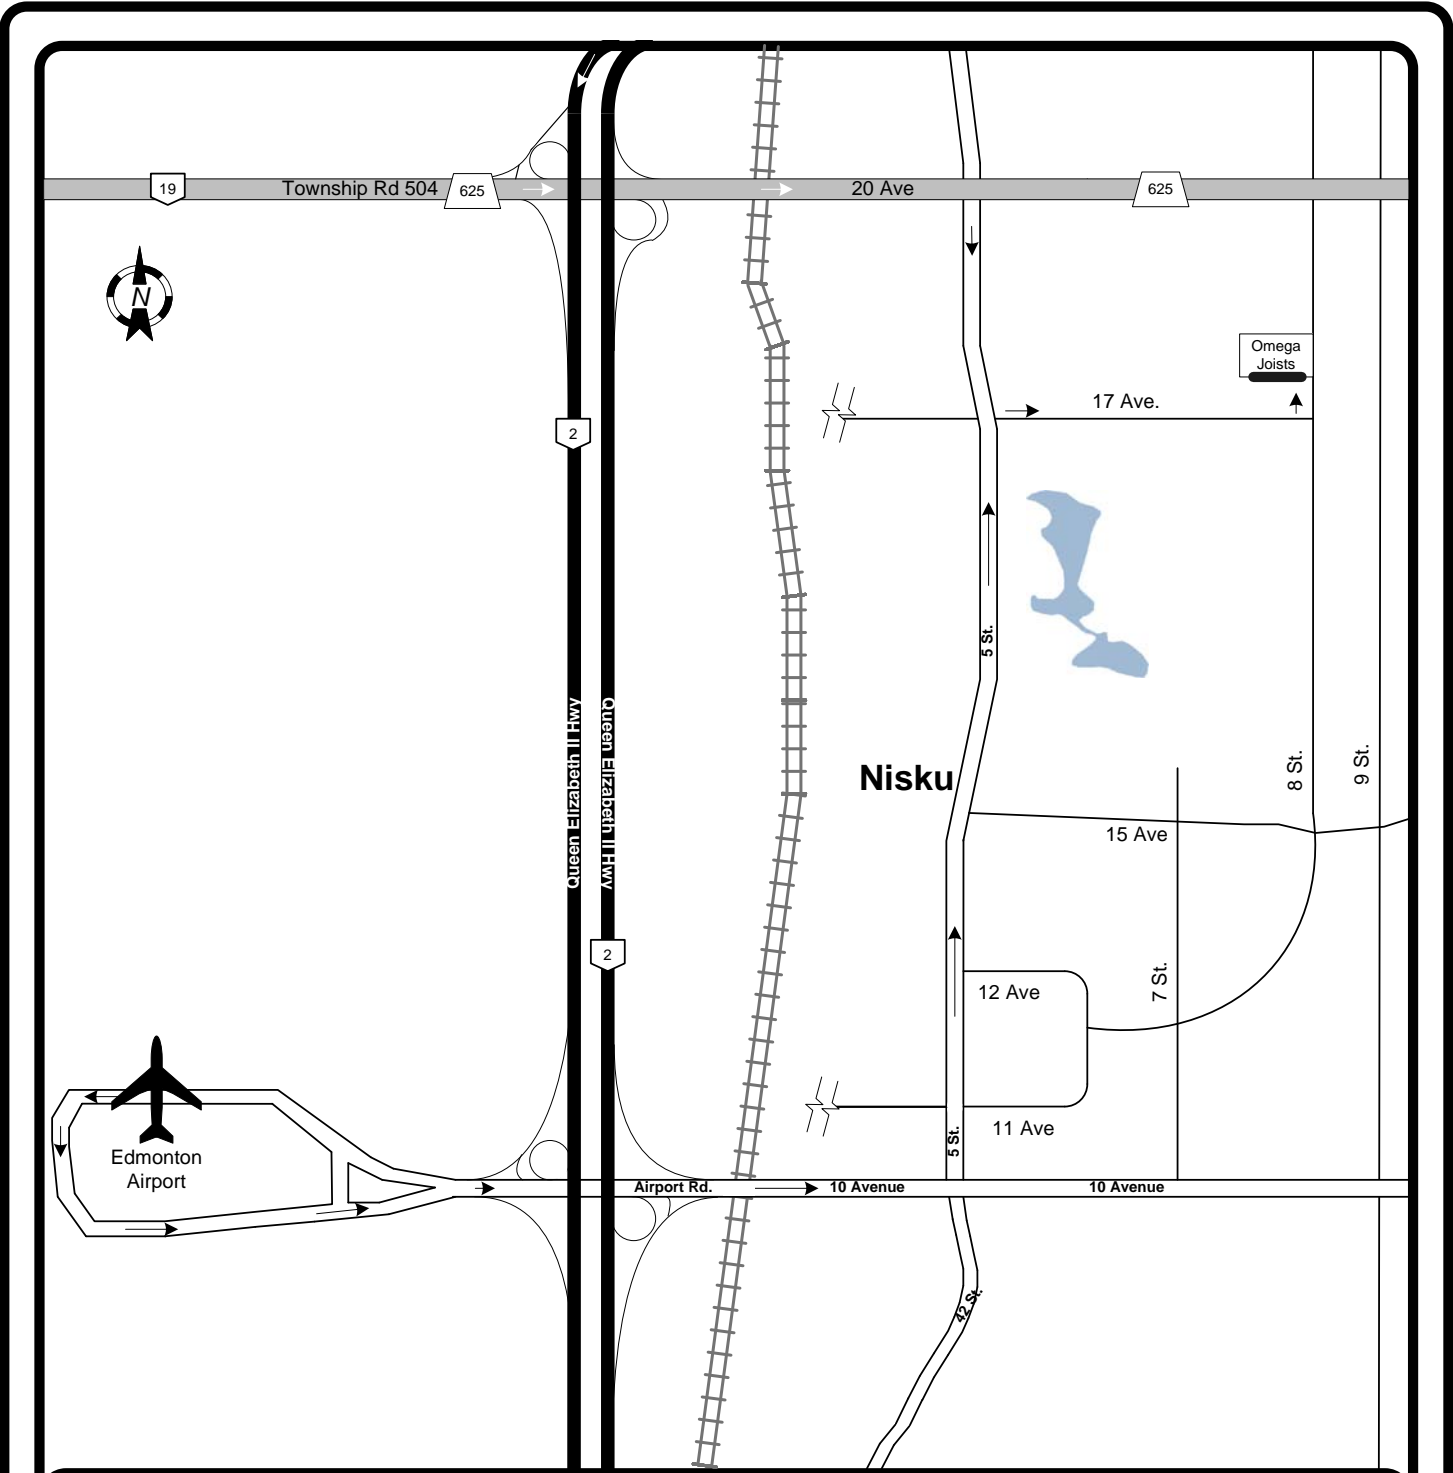 19
Township Rd 504
625
20 Ave
625
N
Omega
Joists
17 Ave.
2
5 St.
Queen Elizabeth II Hwy
Queen Elizabeth II Hwy
Nisku
8 St.
9 St.
15 Ave
2
7 St.
12 Ave
11 Ave
5 St.
Edmonton
Airport
Airport Rd.
10 Avenue
10 Avenue
42 St.